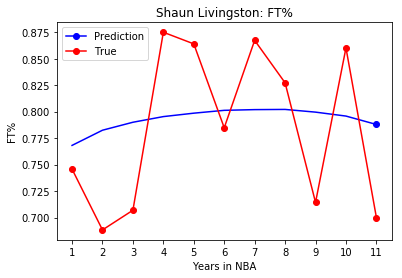 Shaun Livingston: FT%
Prediction
True
0.875
0.850
0.825
0.800
0.775
0.750
0.725
0.700
FT%
1 2 3 4 5 6 7 8 9 10 11
Years in NBA